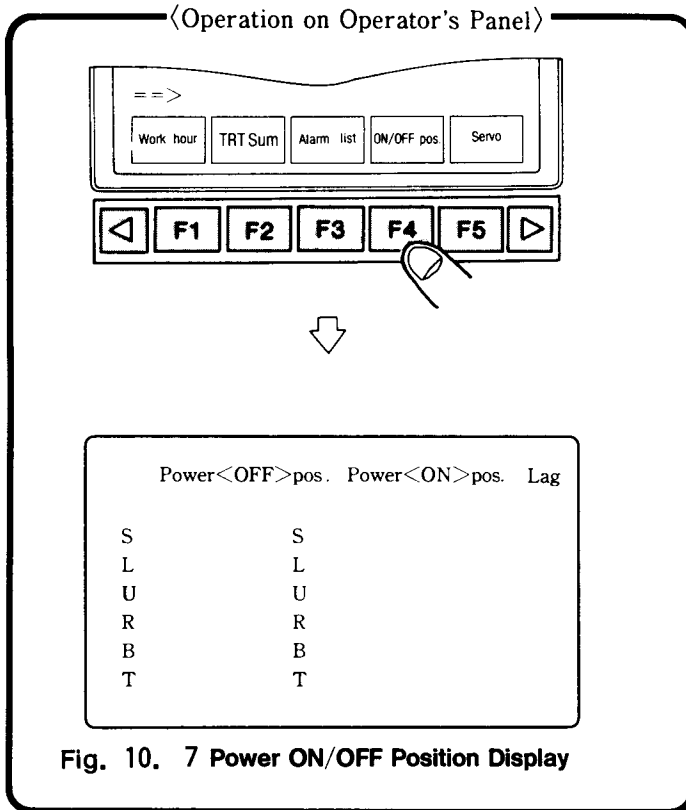 〈Operation on Operator's Panel〉
==>
Work hour TRT Sum Alarm list ON/OFF pos. Servo
F1 F2 F3 F4 F5
Power<OFF>pos. Power<ON>pos. Lag
S S
L L
U U
R R
B B
T T
Fig. 10. 7 Power ON/OFF Position Display